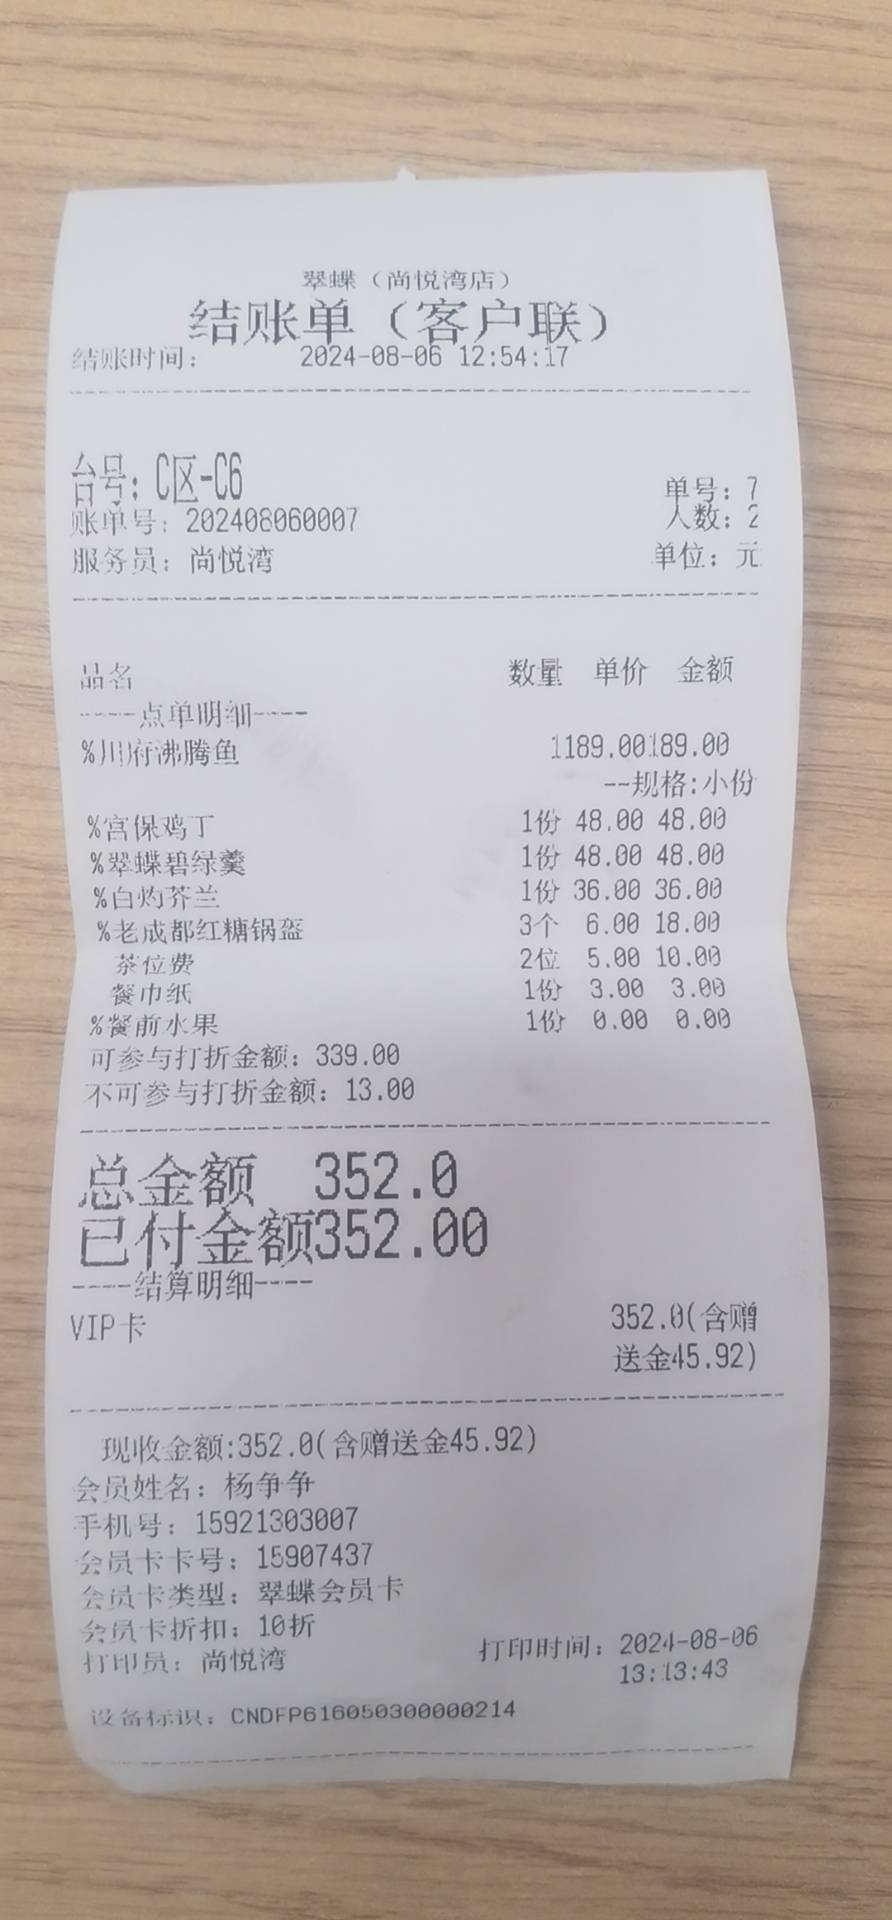 翠蝶（尚悦湾店）
结账单（客户联）
结账时间： 2024-08-06 12:54:17
台号：C区-C6
单号：7
账单号：202408060007 人数：2
服务员：尚悦湾 单位：元
品名 数量 单价 金额
----点单明细----
%川府沸腾鱼 1189.00189.00
--规格:小份
%宫保鸡丁 1份 48.00 48.00
%翠蝶碧绿羹 1份 48.00 48.00
%白灼芥兰 1份 36.00 36.00
%老成都红糖锅盔 3个 6.00 18.00
茶位费 2位 5.00 10.00
餐巾纸 1份 3.00 3.00
%餐前水果 1份 0.00 0.00
可参与打折金额：339.00
不可参与打折金额：13.00
总金额 352.0
已付金额352.00
----结算明细----
VIP卡 352.0(含赠
送金45.92)
现收金额:352.0(含赠送金45.92)
会员姓名：杨争争
手机号：15921303007
会员卡卡号：15907437
会员卡类型：翠蝶会员卡
会员卡折扣：10折
打印员：尚悦湾 打印时间：2024-08-06
13:13:43
设备标识：CNDFP616050300000214